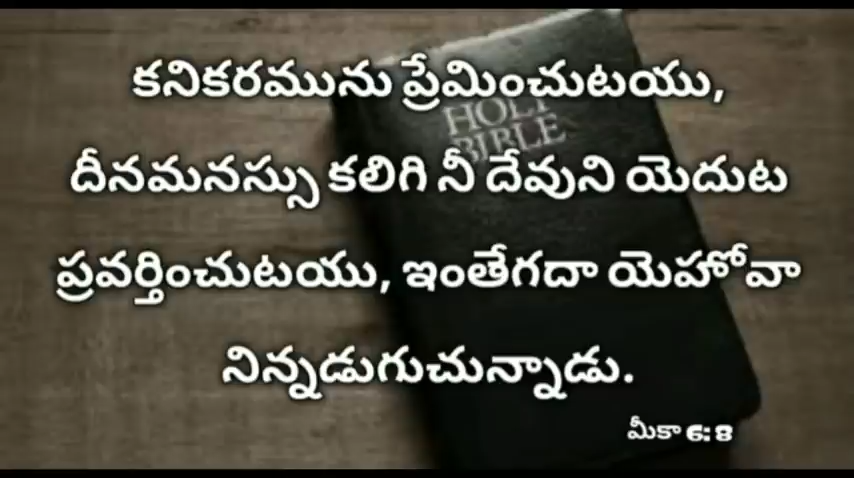 కనికరమును ప్రేమించుటయు,
HOLY
BIBLE
దీనమనస్సు కలిగి నీ దేవుని యెదుట
ప్రవర్తించుటయు, ఇంతేగదా యెహోవా
నిన్నడుగుచున్నాడు.
మీకా 6:8